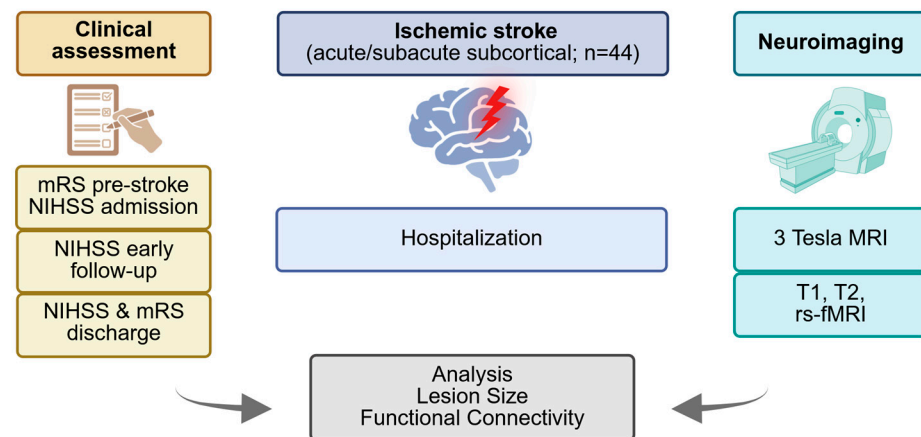 Clinical
assessment
mRS pre-stroke
NIHSS admission
NIHSS early
follow-up
NIHSS & mRS
discharge
Ischemic stroke
(acute/subacute subcortical; n=44)
Hospitalization
Neuroimaging
3 Tesla MRI
T1, T2,
rs-fMRI
Analysis
Lesion Size
Functional Connectivity